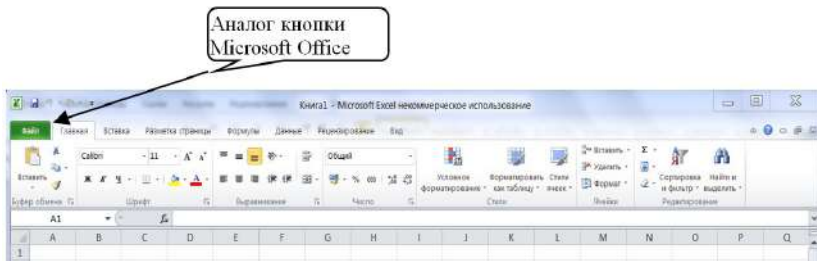 Аналог кнопки
Microsoft Office
Книга1 - Microsoft Excel некоммерческое использование
Файл Главная Вставка Разметка страницы Формулы Данные Рецензирование Вид
Calibri 11 A A Общий Σ Вставить
Удалить
Вставить Ж К Ч A % 000 Условное форматирование Форматировать как таблицу Стили ячеек Формат Сортировка и фильтр Найти и выделить
Буфер обмена Шрифт Выравнивание Число Стили Ячейки Редактирование
A1 fx
A B C D E F G H I J K L M N O P Q
1